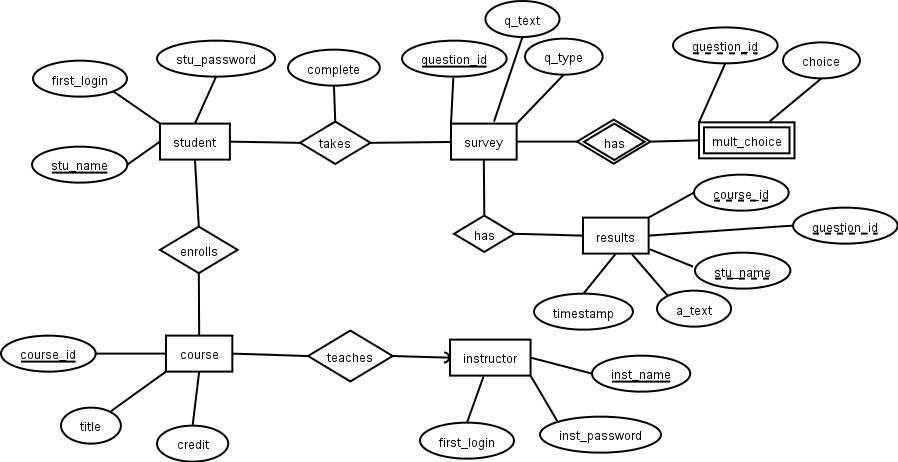 q_text
stu_password
question_id
first_login
complete
question_id
q_type
choice
student
takes
survey
has
mult_choice
stu_name
course_id
question_id
enrolls
has
results
stu_name
timestamp
a_text
course_id
course
teaches
instructor
inst_name
title
credit
first_login
inst_password